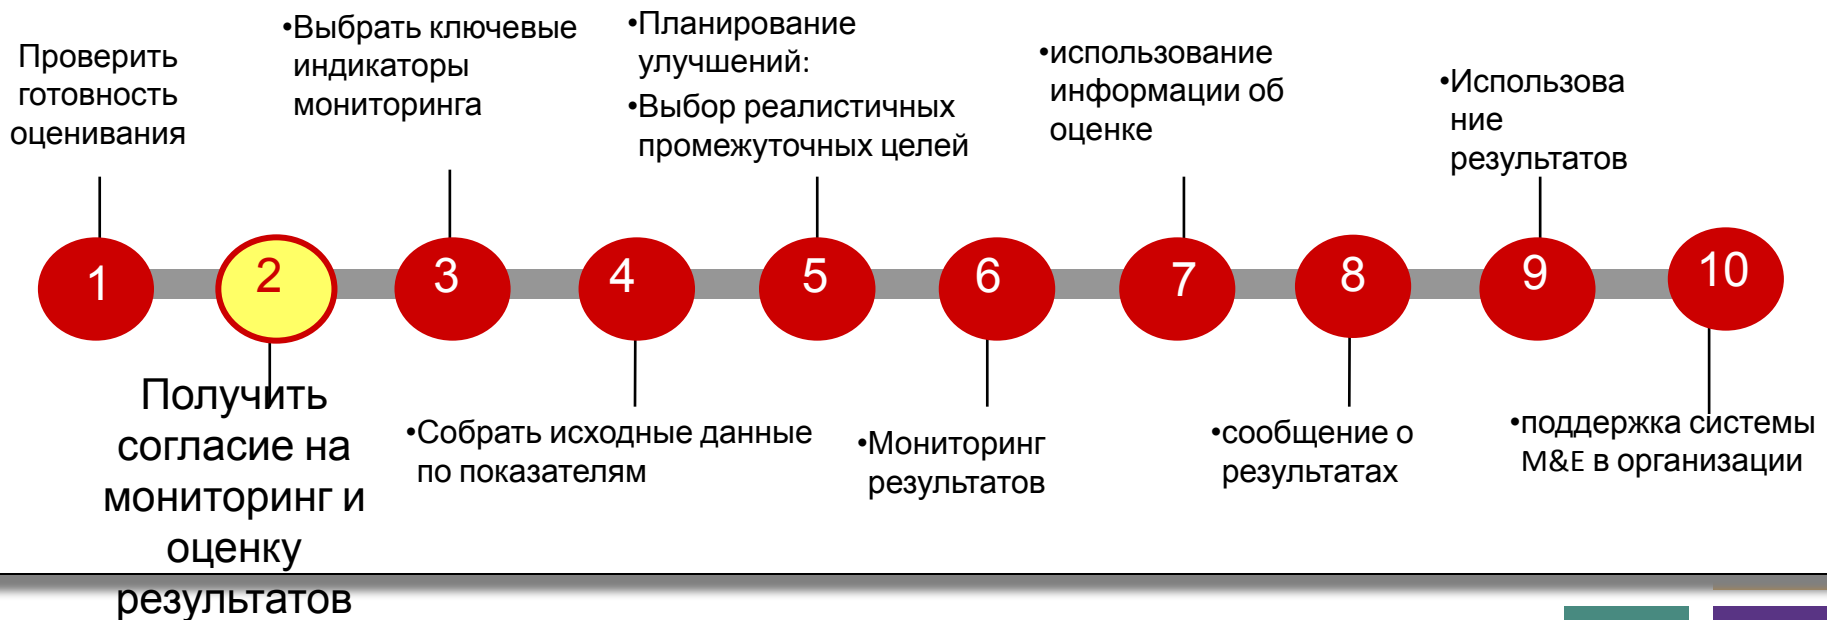 Проверить
готовность
оценивания
•Выбрать ключевые
индикаторы
мониторинга
•Планирование
улучшений:
•Выбор реалистичных
промежуточных целей
•использование
информации об
оценке
•Использова
ние
результатов
1
2
3
4
5
6
7
8
9
10
Получить
согласие на
мониторинг и
оценку
результатов
•Собрать исходные данные
по показателям
•Мониторинг
результатов
•сообщение о
результатах
•поддержка системы
M&E в организации